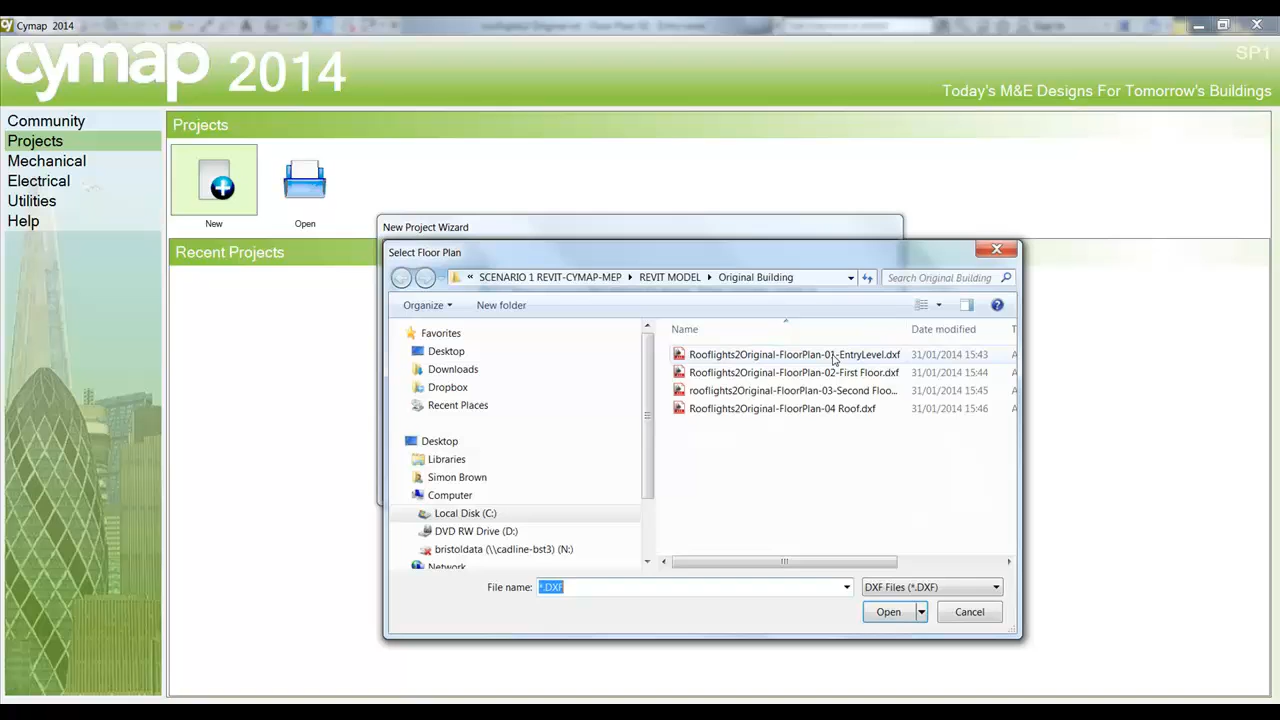 Cymap 2014
cymap 2014
SP1
Today's M&E Designs For Tomorrow's Buildings
Community
Projects
Mechanical
Electrical
Utilities
Help
Projects
New
Open
Recent Projects
New Project Wizard
Select Floor Plan
« SCENARIO 1 REVIT-CYMAP-MEP REVIT MODEL Original Building
Search Original Building
Organize
New folder
Favorites
Desktop
Downloads
Dropbox
Recent Places
Desktop
Libraries
Simon Brown
Computer
Local Disk (C:)
DVD RW Drive (D:)
bristoldata (\\cadline-bst3) (N:)
Network
Name Date modified T
Rooflights2Original-FloorPlan-01-EntryLevel.dxf 31/01/2014 15:43 A
Rooflights2Original-FloorPlan-02-First Floor.dxf 31/01/2014 15:44 A
rooflights2Original-FloorPlan-03-Second Floo... 31/01/2014 15:45 A
Rooflights2Original-FloorPlan-04 Roof.dxf 31/01/2014 15:46 A
File name: *.DXF
DXF Files (*.DXF)
Open
Cancel